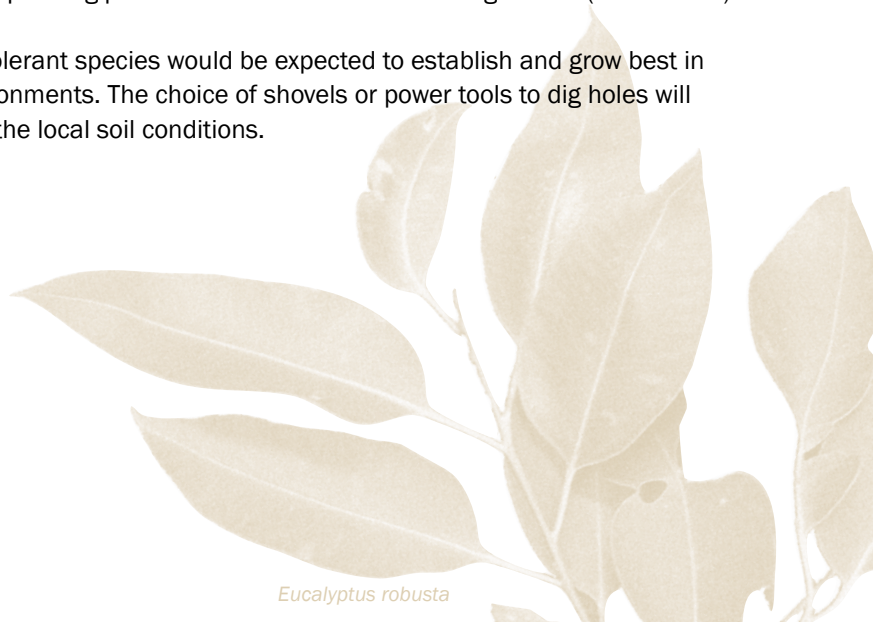 olerant species would be expected to establish and grow best in
onments. The choice of shovels or power tools to dig holes will
the local soil conditions.
Eucalyptus robusta